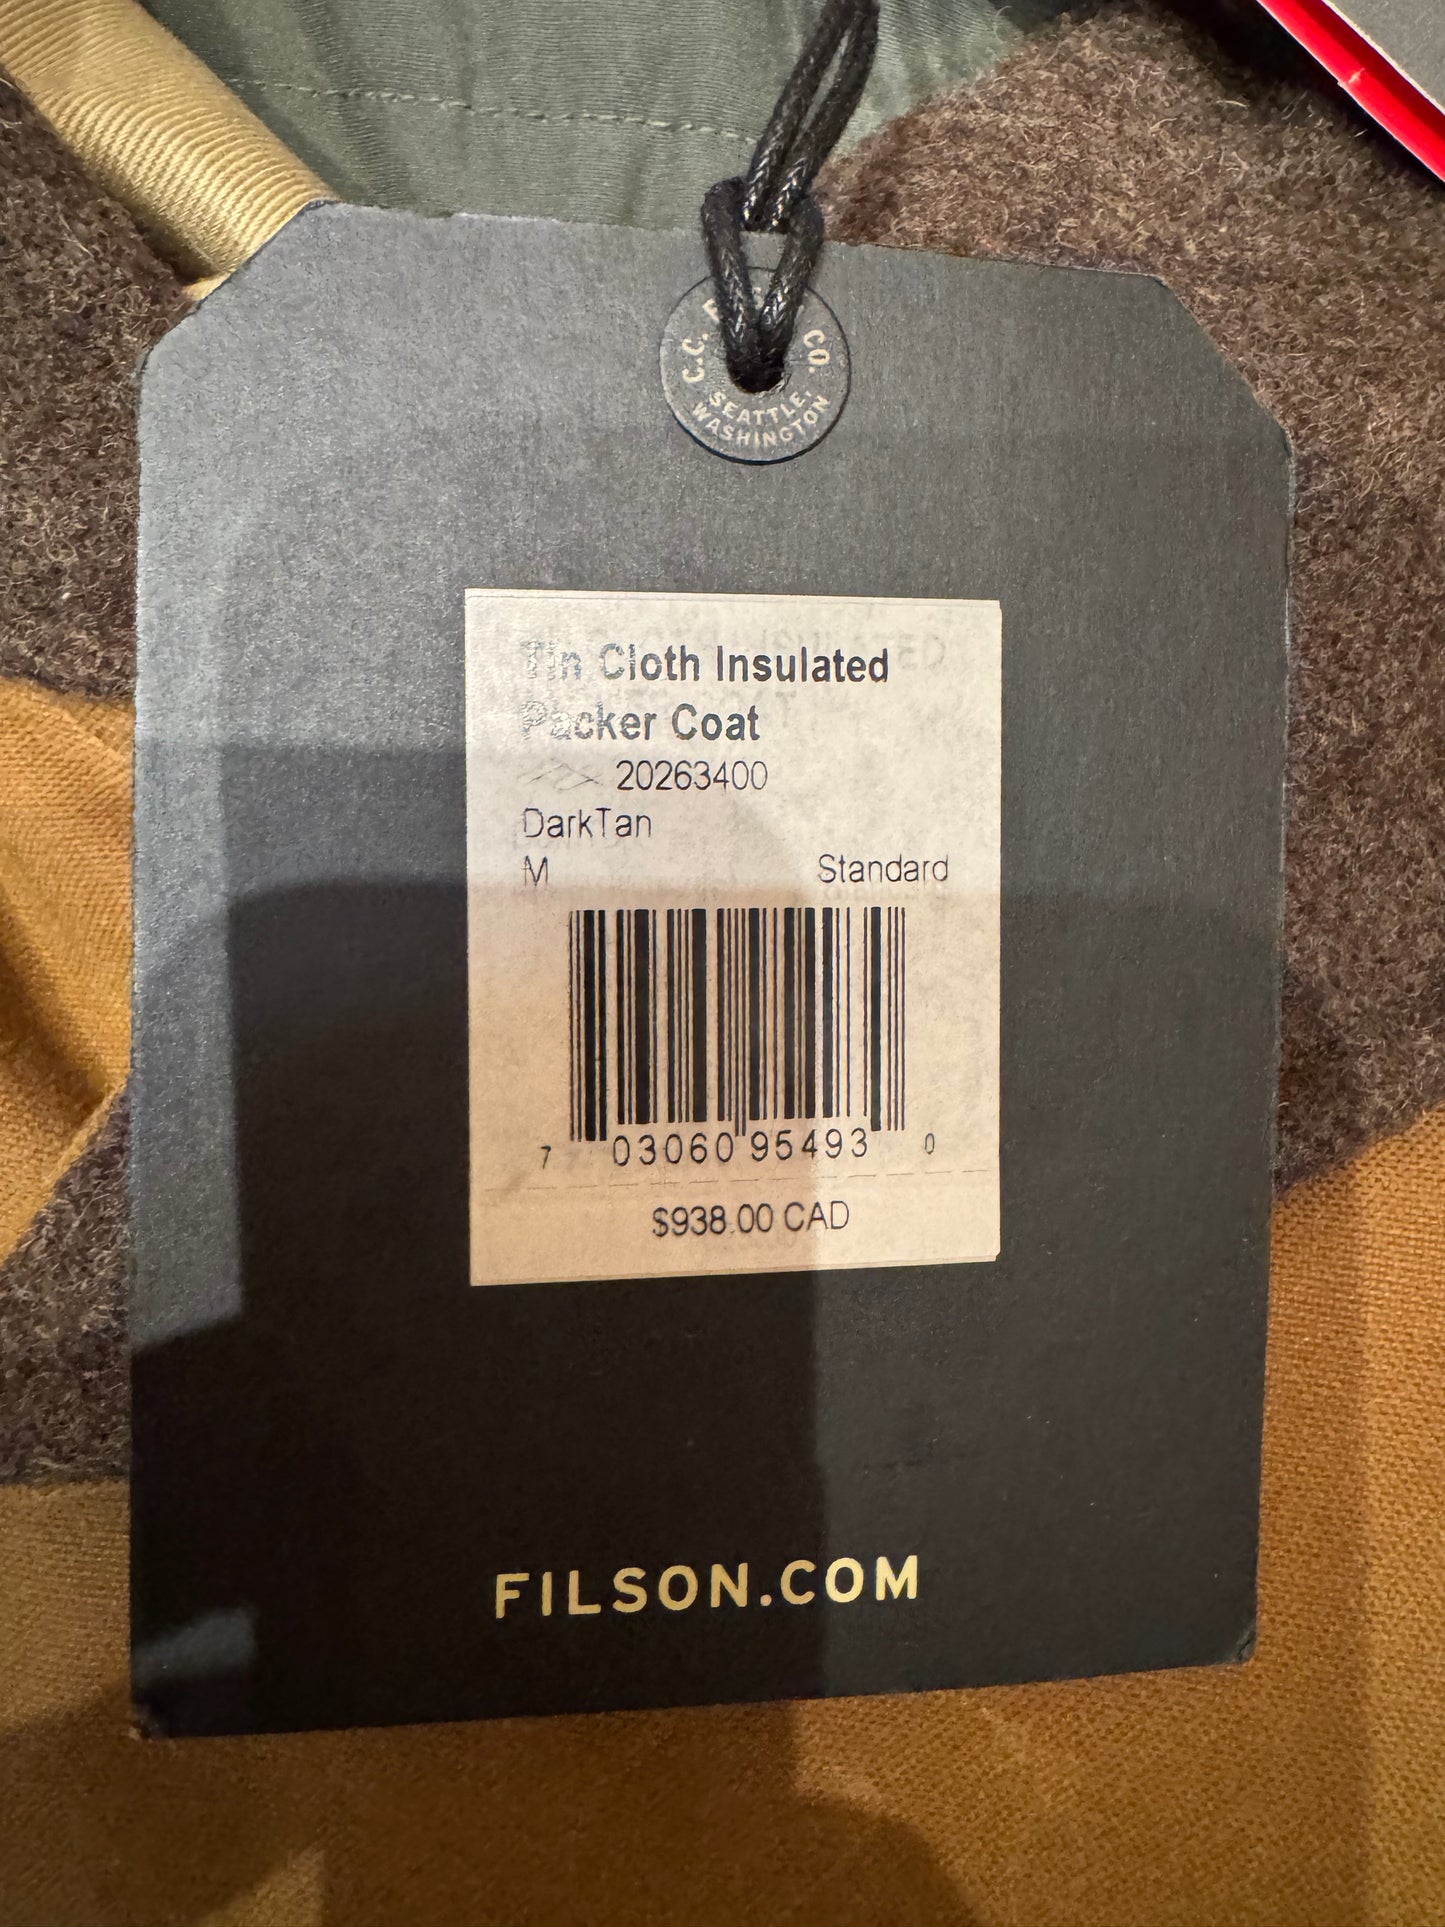 C.C. CO.
SEATTLE,
WASHINGTON
Tin Cloth Insulated
Packer Coat
20263400
DarkTan
M Standard
7 03060 95493 0
$938.00 CAD
FILSON.COM